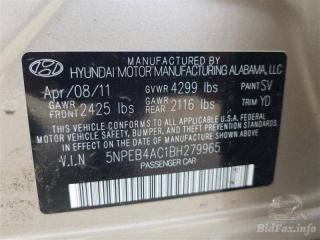 MANUFACTURED BY
HYUNDAI MOTOR MANUFACTURING ALABAMA, LLC
Apr/08/11 GVWR 4299 lbs PAINT SV
GAWR FRONT 2425 lbs GAWR REAR 2116 lbs TRIM YD
THIS VEHICLE CONFORMS TO ALL APPLICABLE U.S. FEDERAL
MOTOR VEHICLE SAFETY, BUMPER, AND THEFT PREVENTION
STANDARDS IN EFFECT ON THE DATE OF MANUFACTURE SHOWN ABOVE.
V.I.N 5NPEB4AC1BH279965
PASSENGER CAR
BidFax.info